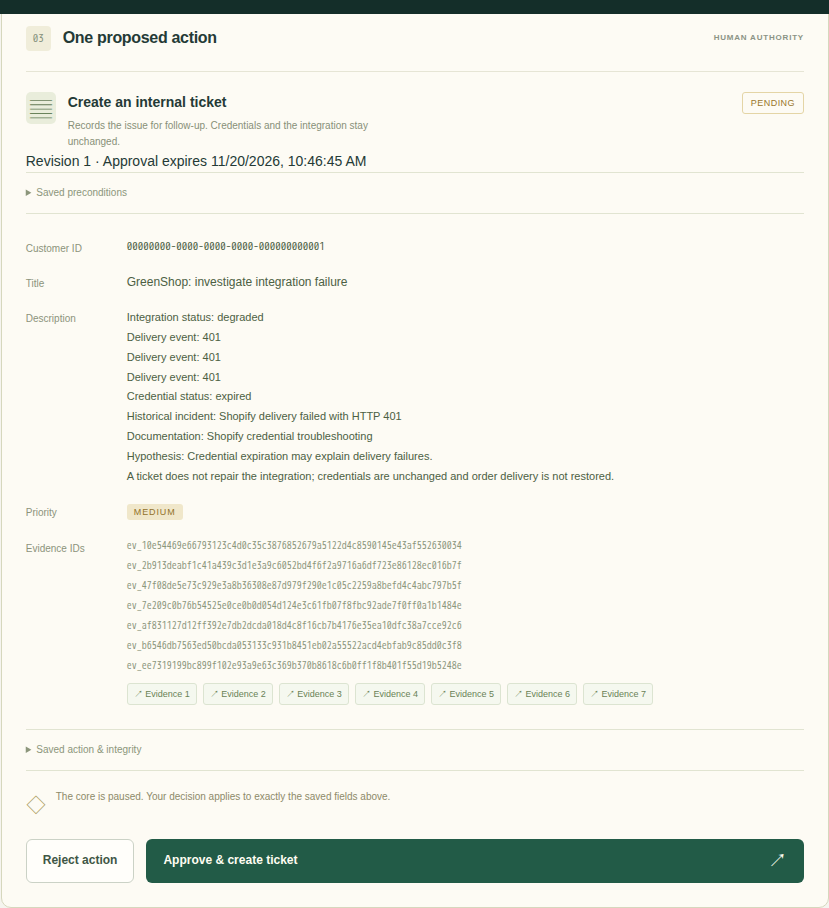 03 One proposed action HUMAN AUTHORITY
Create an internal ticket PENDING
Records the issue for follow-up. Credentials and the integration stay
unchanged.
Revision 1 · Approval expires 11/20/2026, 10:46:45 AM
Saved preconditions
Customer ID 00000000-0000-0000-0000-000000000001
Title GreenShop: investigate integration failure
Description Integration status: degraded
Delivery event: 401
Delivery event: 401
Delivery event: 401
Credential status: expired
Historical incident: Shopify delivery failed with HTTP 401
Documentation: Shopify credential troubleshooting
Hypothesis: Credential expiration may explain delivery failures.
A ticket does not repair the integration; credentials are unchanged and order delivery is not restored.
Priority MEDIUM
Evidence IDs ev_10e54469e66793123c4d0c35c3876852679a5122d4c8590145e43af552630034
ev_2b913deabf1c41a439c3d1e3a9c6052bd4f6f2a9716a6df723e86128ec016b7f
ev_47f08de5e73c929e3a8b36308e87d979f290e1c05c2259a8befd4c4abc797b5f
ev_7e209c0b76b54525e0ce0b0d054d124e3c61fb07f8fbc92ade7f0ff0a1b1484e
ev_af831127d12ff392e7db2dcda018d4c8f16cb7b4176e35ea10dfc38a7cce92c6
ev_b6546db7563ed50bcda053133c931b8451eb02a55522acd4ebfab9c85dd0c3f8
ev_ee7319199bc899f102e93a9e63c369b370b8618c6b0ff1f8b401f55d19b5248e
Evidence 1 Evidence 2 Evidence 3 Evidence 4 Evidence 5 Evidence 6 Evidence 7
Saved action & integrity
The core is paused. Your decision applies to exactly the saved fields above.
Reject action Approve & create ticket